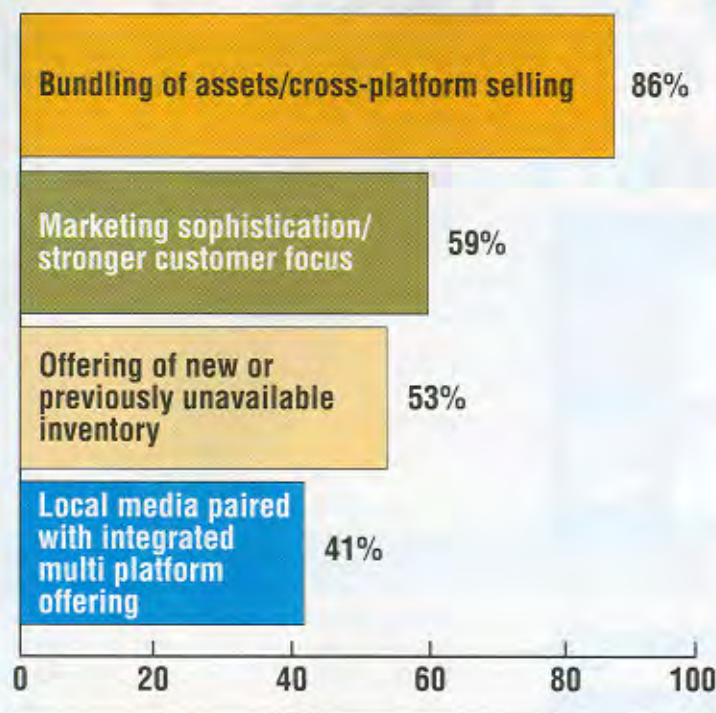 Bundling of assets/cross-platform selling
86%
Marketing sophistication/
stronger customer focus
59%
Offering of new or
previously unavailable
inventory
53%
Local media paired
with integrated
multi platform
offering
41%
0 20 40 60 80 100